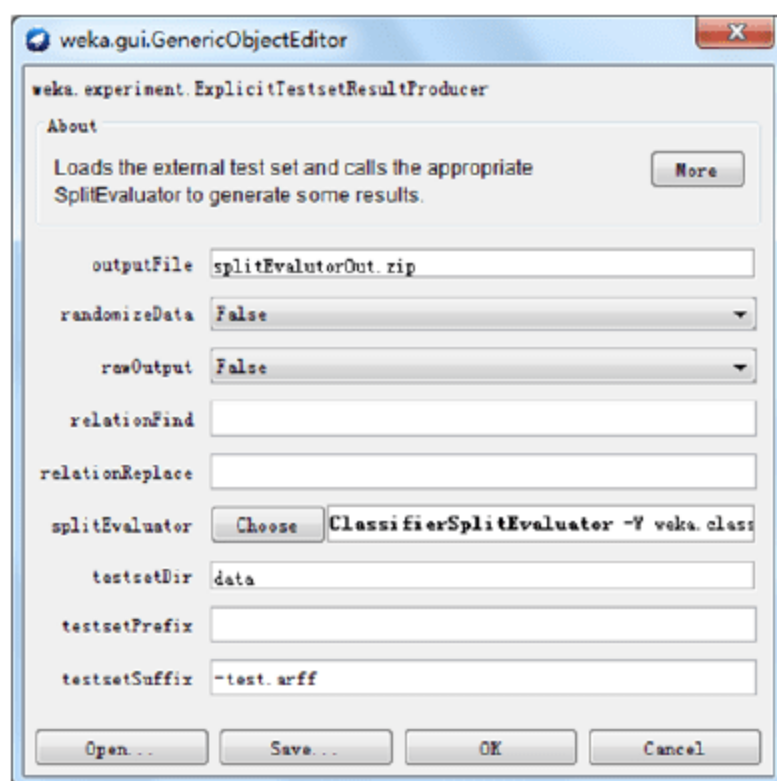 weka.gui.GenericObjectEditor
weka.experiment.ExplicitTestsetResultProducer
About
Loads the external test set and calls the appropriate
SplitEvaluator to generate some results.
More
outputFile splitEvalutorOut.zip
randomizeData False
rawOutput False
relationFind
relationReplace
splitEvaluator Choose ClassifierSplitEvaluator -W weka.class
testsetDir data
testsetPrefix
testsetSuffix -test.arff
Open... Save... OK Cancel